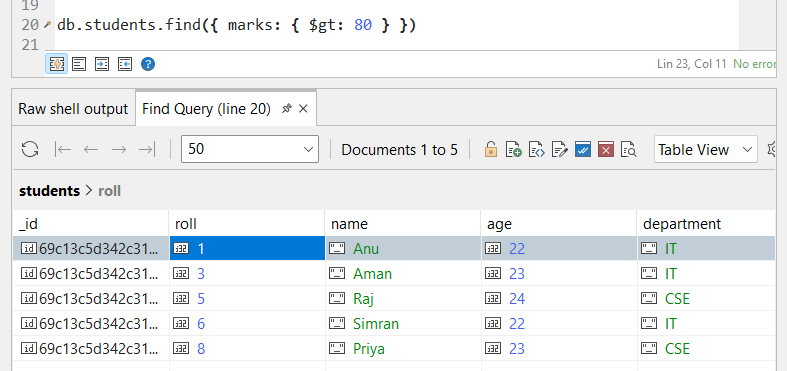 19
20 db.students.find({ marks: { $gt: 80 } })
21
Lin 23, Col 11 No error
Raw shell output Find Query (line 20)
50 Documents 1 to 5 Table View
students > roll
_id roll name age department
69c13c5d342c31... 1 Anu 22 IT
69c13c5d342c31... 3 Aman 23 IT
69c13c5d342c31... 5 Raj 24 CSE
69c13c5d342c31... 6 Simran 22 IT
69c13c5d342c31... 8 Priya 23 CSE